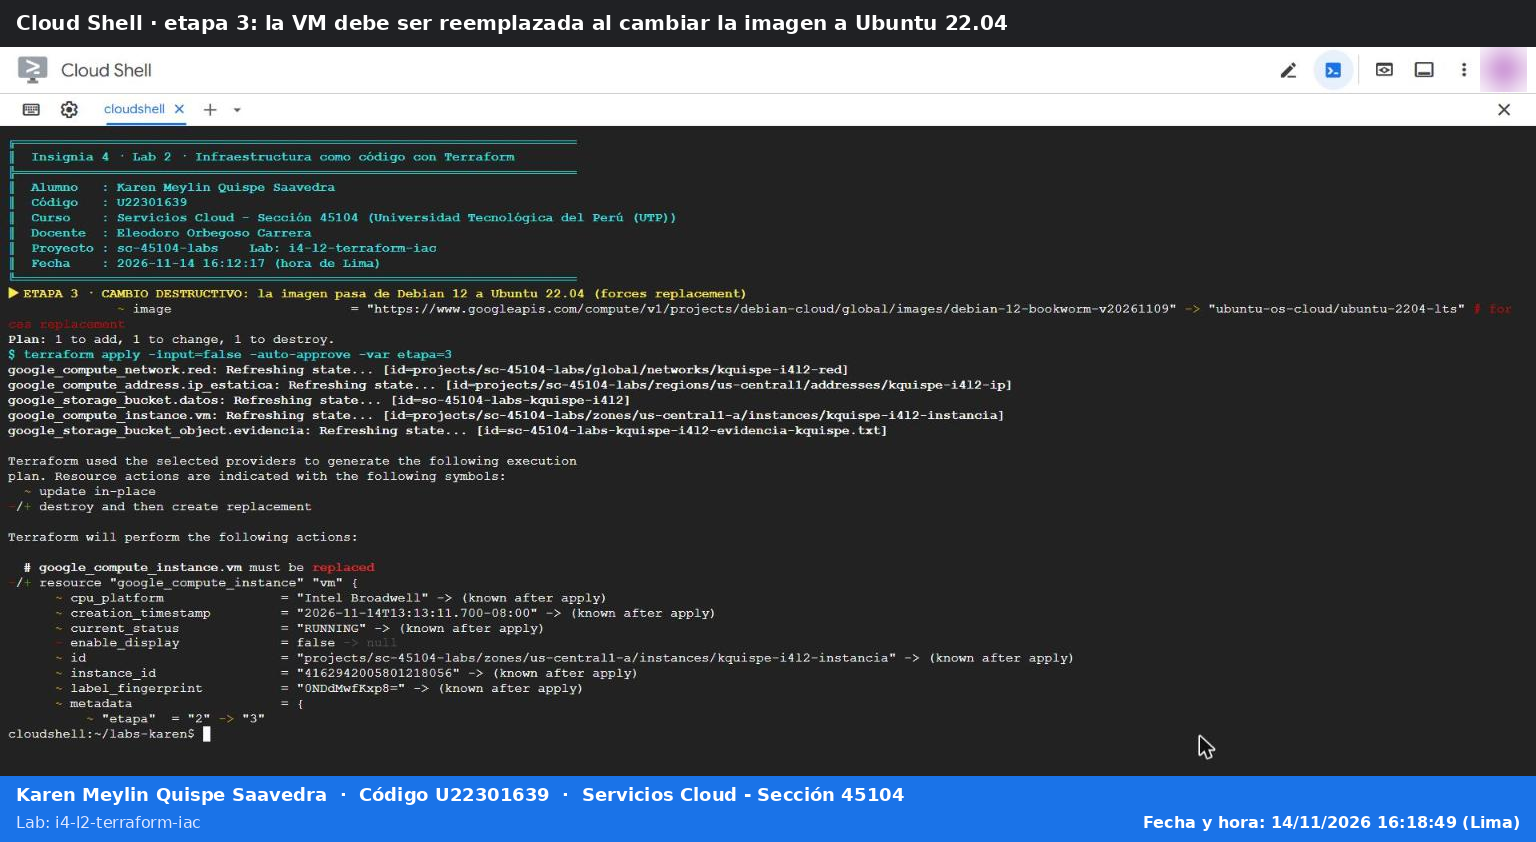 Cloud Shell · etapa 3: la VM debe ser reemplazada al cambiar la imagen a Ubuntu 22.04
Cloud Shell
cloudshell
Insignia 4 · Lab 2 · Infraestructura como código con Terraform
Alumno : Karen Meylin Quispe Saavedra
Código : U22301639
Curso : Servicios Cloud - Sección 45104 (Universidad Tecnológica del Perú (UTP))
Docente : Eleodoro Orbegoso Carrera
Proyecto : sc-45104-labs Lab: i4-l2-terraform-iac
Fecha : 2026-11-14 16:12:17 (hora de Lima)
▶ ETAPA 3 · CAMBIO DESTRUCTIVO: la imagen pasa de Debian 12 a Ubuntu 22.04 (forces replacement)
~ image = "https://www.googleapis.com/compute/v1/projects/debian-cloud/global/images/debian-12-bookworm-v20261109" -> "ubuntu-os-cloud/ubuntu-2204-lts" # for
ces replacement
Plan: 1 to add, 1 to change, 1 to destroy.
$ terraform apply -input=false -auto-approve -var etapa=3
google_compute_network.red: Refreshing state... [id=projects/sc-45104-labs/global/networks/kquispe-i4l2-red]
google_compute_address.ip_estatica: Refreshing state... [id=projects/sc-45104-labs/regions/us-central1/addresses/kquispe-i4l2-ip]
google_storage_bucket.datos: Refreshing state... [id=sc-45104-labs-kquispe-i4l2]
google_compute_instance.vm: Refreshing state... [id=projects/sc-45104-labs/zones/us-central1-a/instances/kquispe-i4l2-instancia]
google_storage_bucket_object.evidencia: Refreshing state... [id=sc-45104-labs-kquispe-i4l2-evidencia-kquispe.txt]
Terraform used the selected providers to generate the following execution
plan. Resource actions are indicated with the following symbols:
~ update in-place
-/+ destroy and then create replacement
Terraform will perform the following actions:
# google_compute_instance.vm must be replaced
-/+ resource "google_compute_instance" "vm" {
~ cpu_platform = "Intel Broadwell" -> (known after apply)
~ creation_timestamp = "2026-11-14T13:13:11.700-08:00" -> (known after apply)
~ current_status = "RUNNING" -> (known after apply)
- enable_display = false -> null
~ id = "projects/sc-45104-labs/zones/us-central1-a/instances/kquispe-i4l2-instancia" -> (known after apply)
~ instance_id = "4162942005801218056" -> (known after apply)
~ label_fingerprint = "0NDdMwfKxp8=" -> (known after apply)
~ metadata = {
~ "etapa" = "2" -> "3"
cloudshell:~/labs-karen$
Karen Meylin Quispe Saavedra · Código U22301639 · Servicios Cloud - Sección 45104
Lab: i4-l2-terraform-iac
Fecha y hora: 14/11/2026 16:18:49 (Lima)